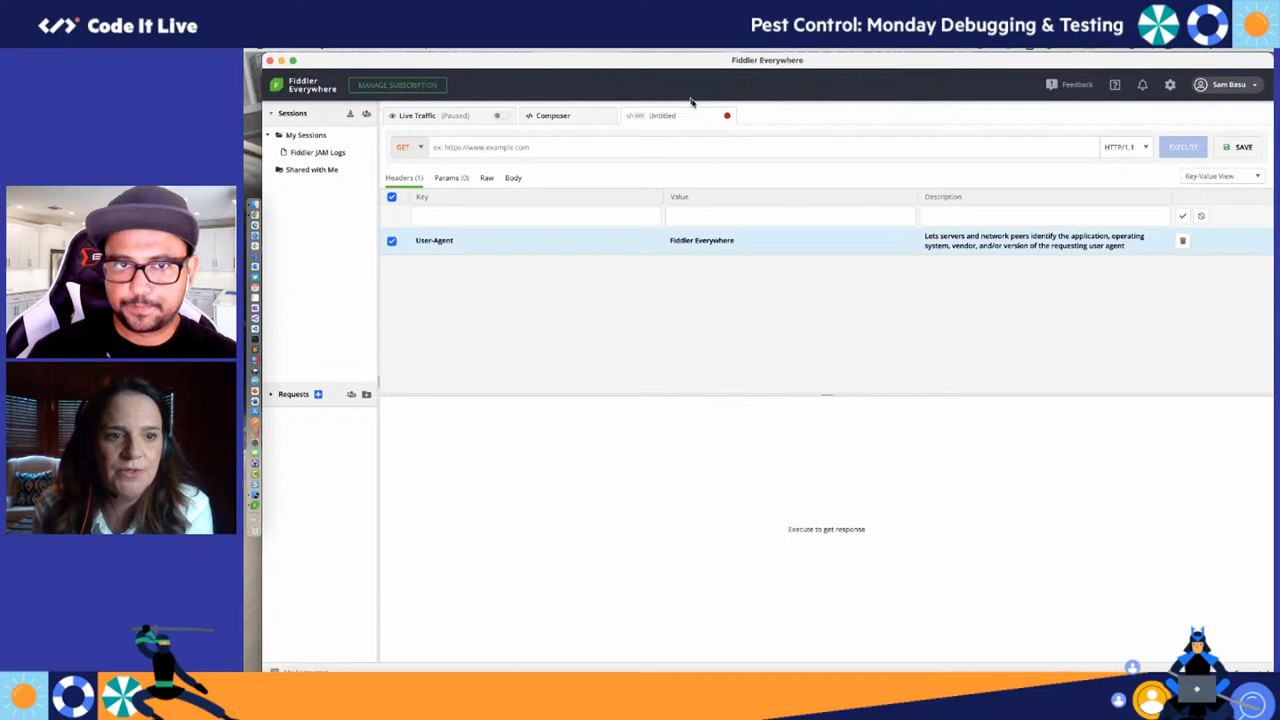 </> Code It Live
Pest Control: Monday Debugging & Testing
Fiddler Everywhere
Fiddler
Everywhere
MANAGE SUBSCRIPTION
Feedback
Sam Basu
Sessions
Live Traffic (Paused)
</> Composer
Untitled
My Sessions
Fiddler JAM Logs
Shared with Me
GET
ex: https://www.example.com
HTTP/1.1
EXECUTE
SAVE
Headers (1)
Params (0)
Raw
Body
Key-Value View
Key
Value
Description
User-Agent
Fiddler Everywhere
Lets servers and network peers identify the application, operating
system, vendor, and/or version of the requesting user agent
Requests
Execute to get response